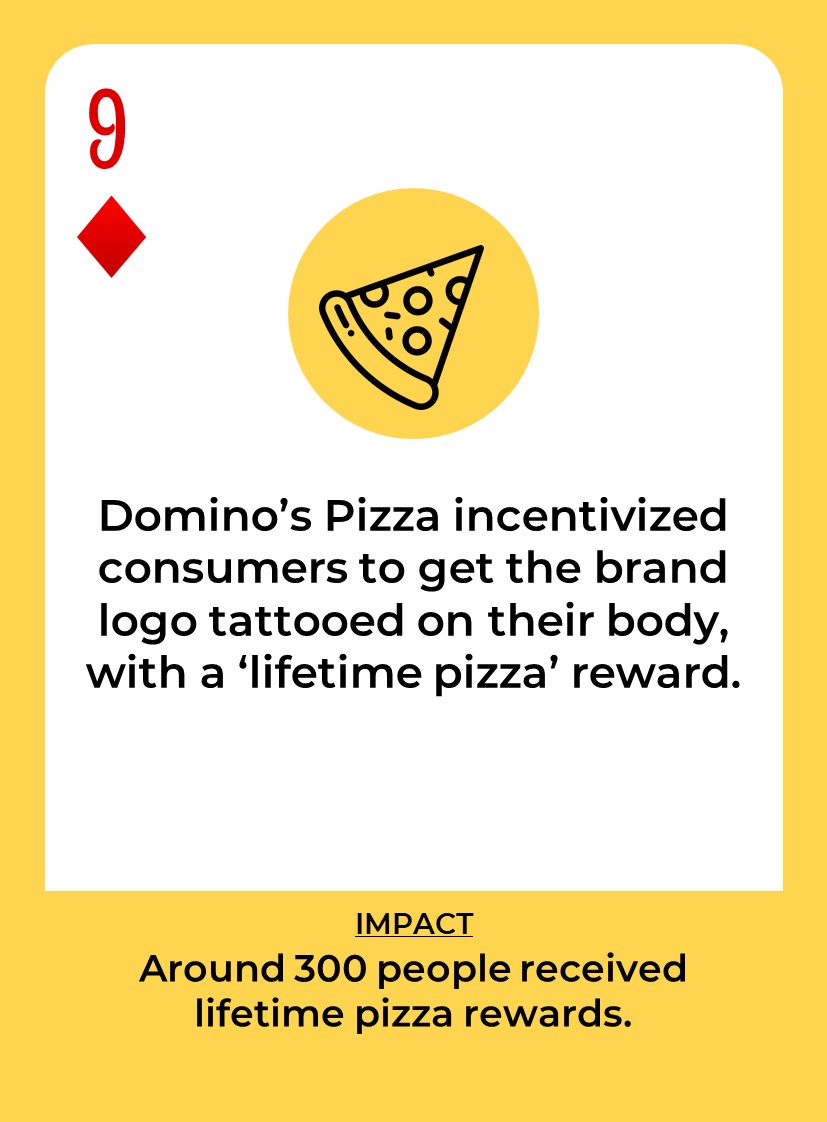 9
Domino’s Pizza incentivized
consumers to get the brand
logo tattooed on their body,
with a ‘lifetime pizza’ reward.
IMPACT
Around 300 people received
lifetime pizza rewards.